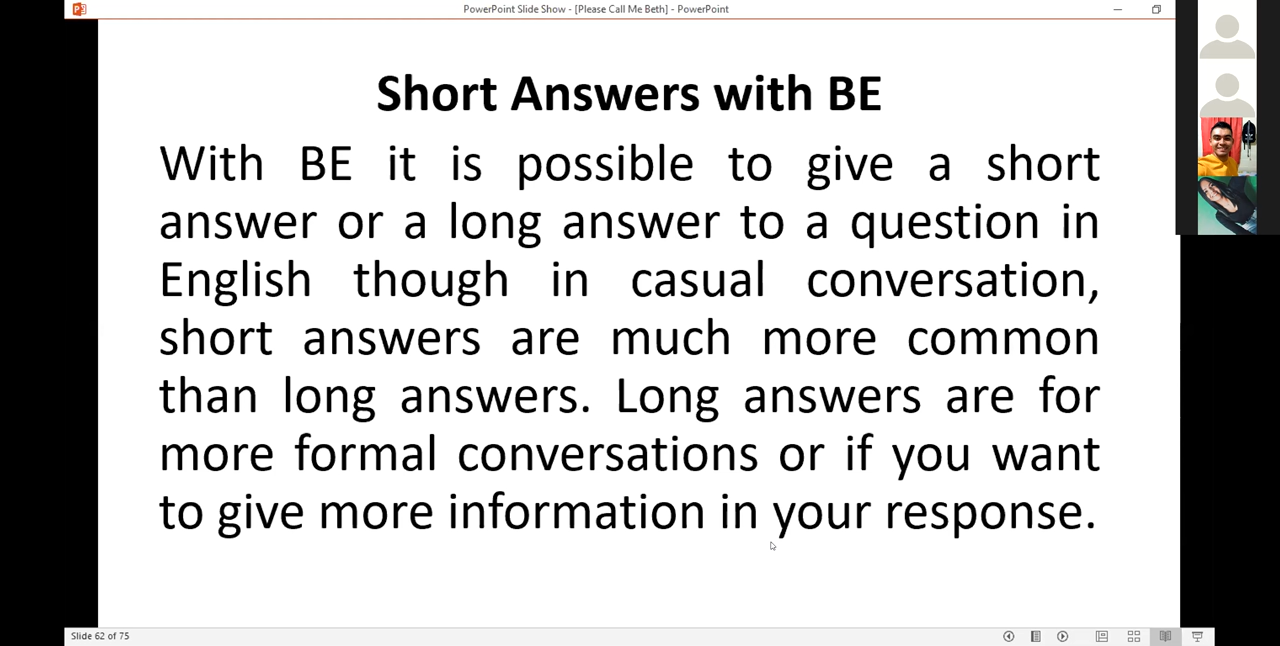 PowerPoint Slide Show - [Please Call Me Beth] - PowerPoint
Short Answers with BE
With BE it is possible to give a short
answer or a long answer to a question in
English though in casual conversation,
short answers are much more common
than long answers. Long answers are for
more formal conversations or if you want
to give more information in your response.
Slide 62 of 75